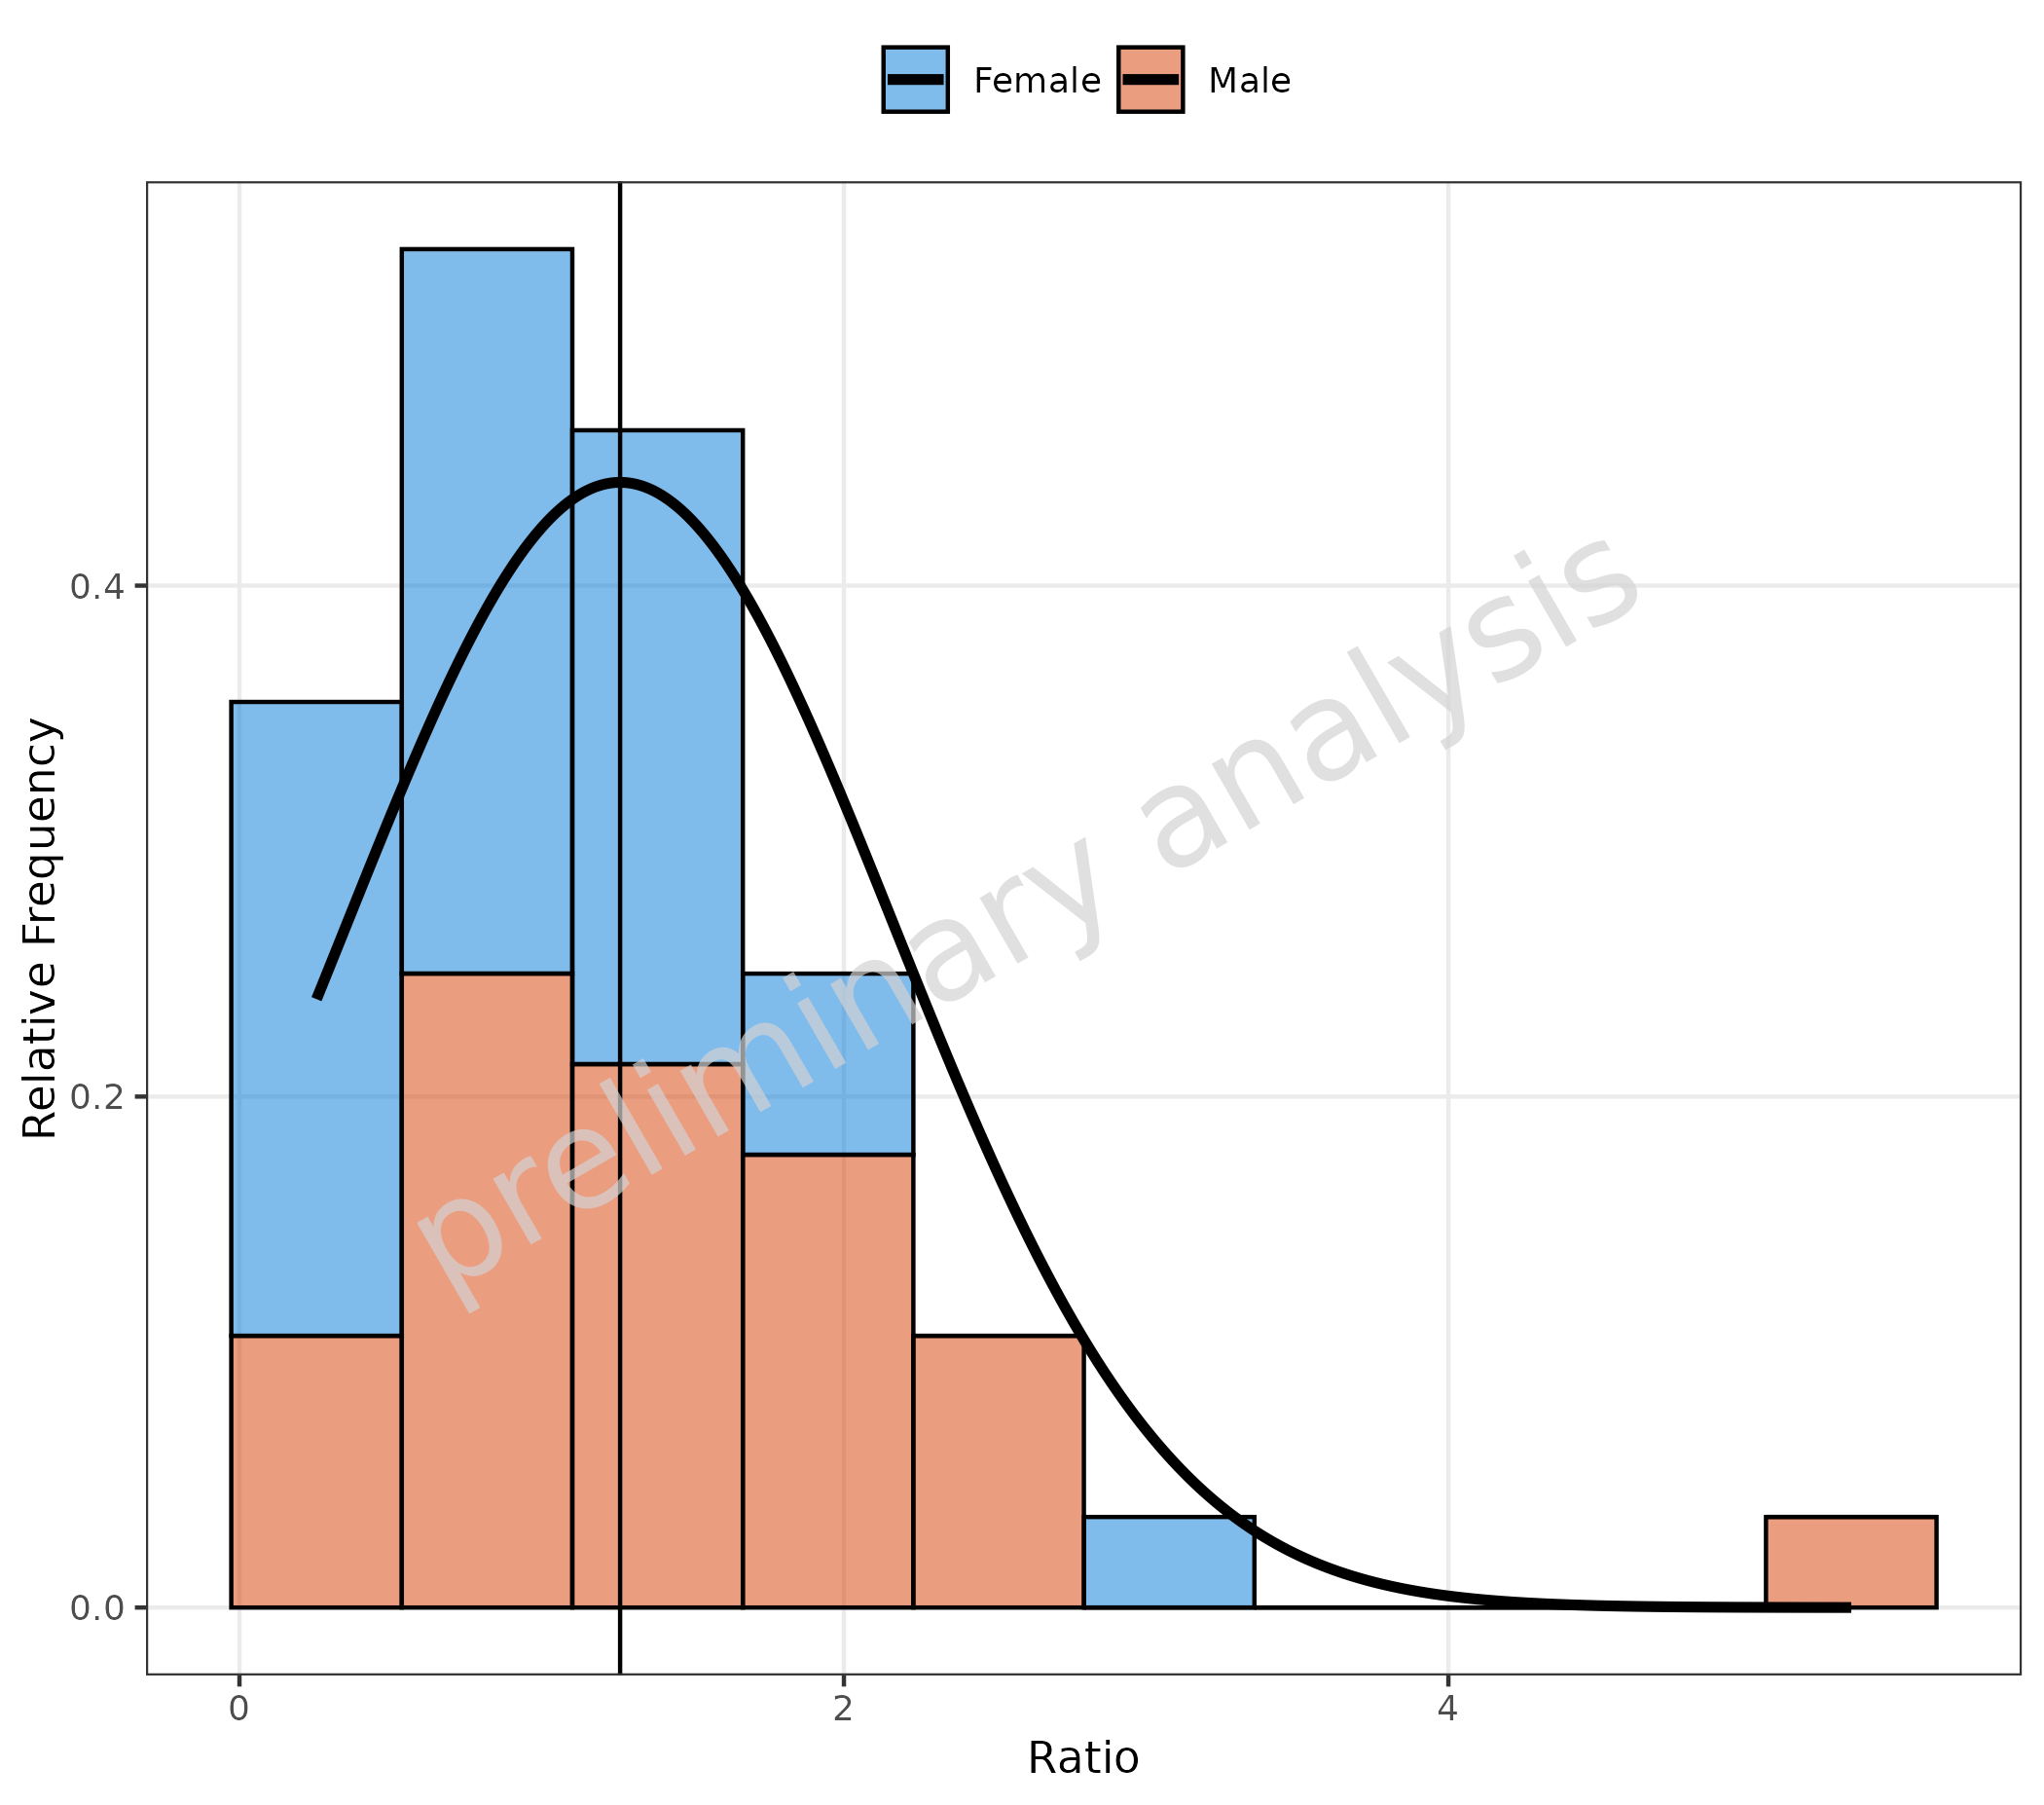 Female Male
0.4
0.2
0.0
Relative Frequency
preliminary analysis
0 2 4
Ratio